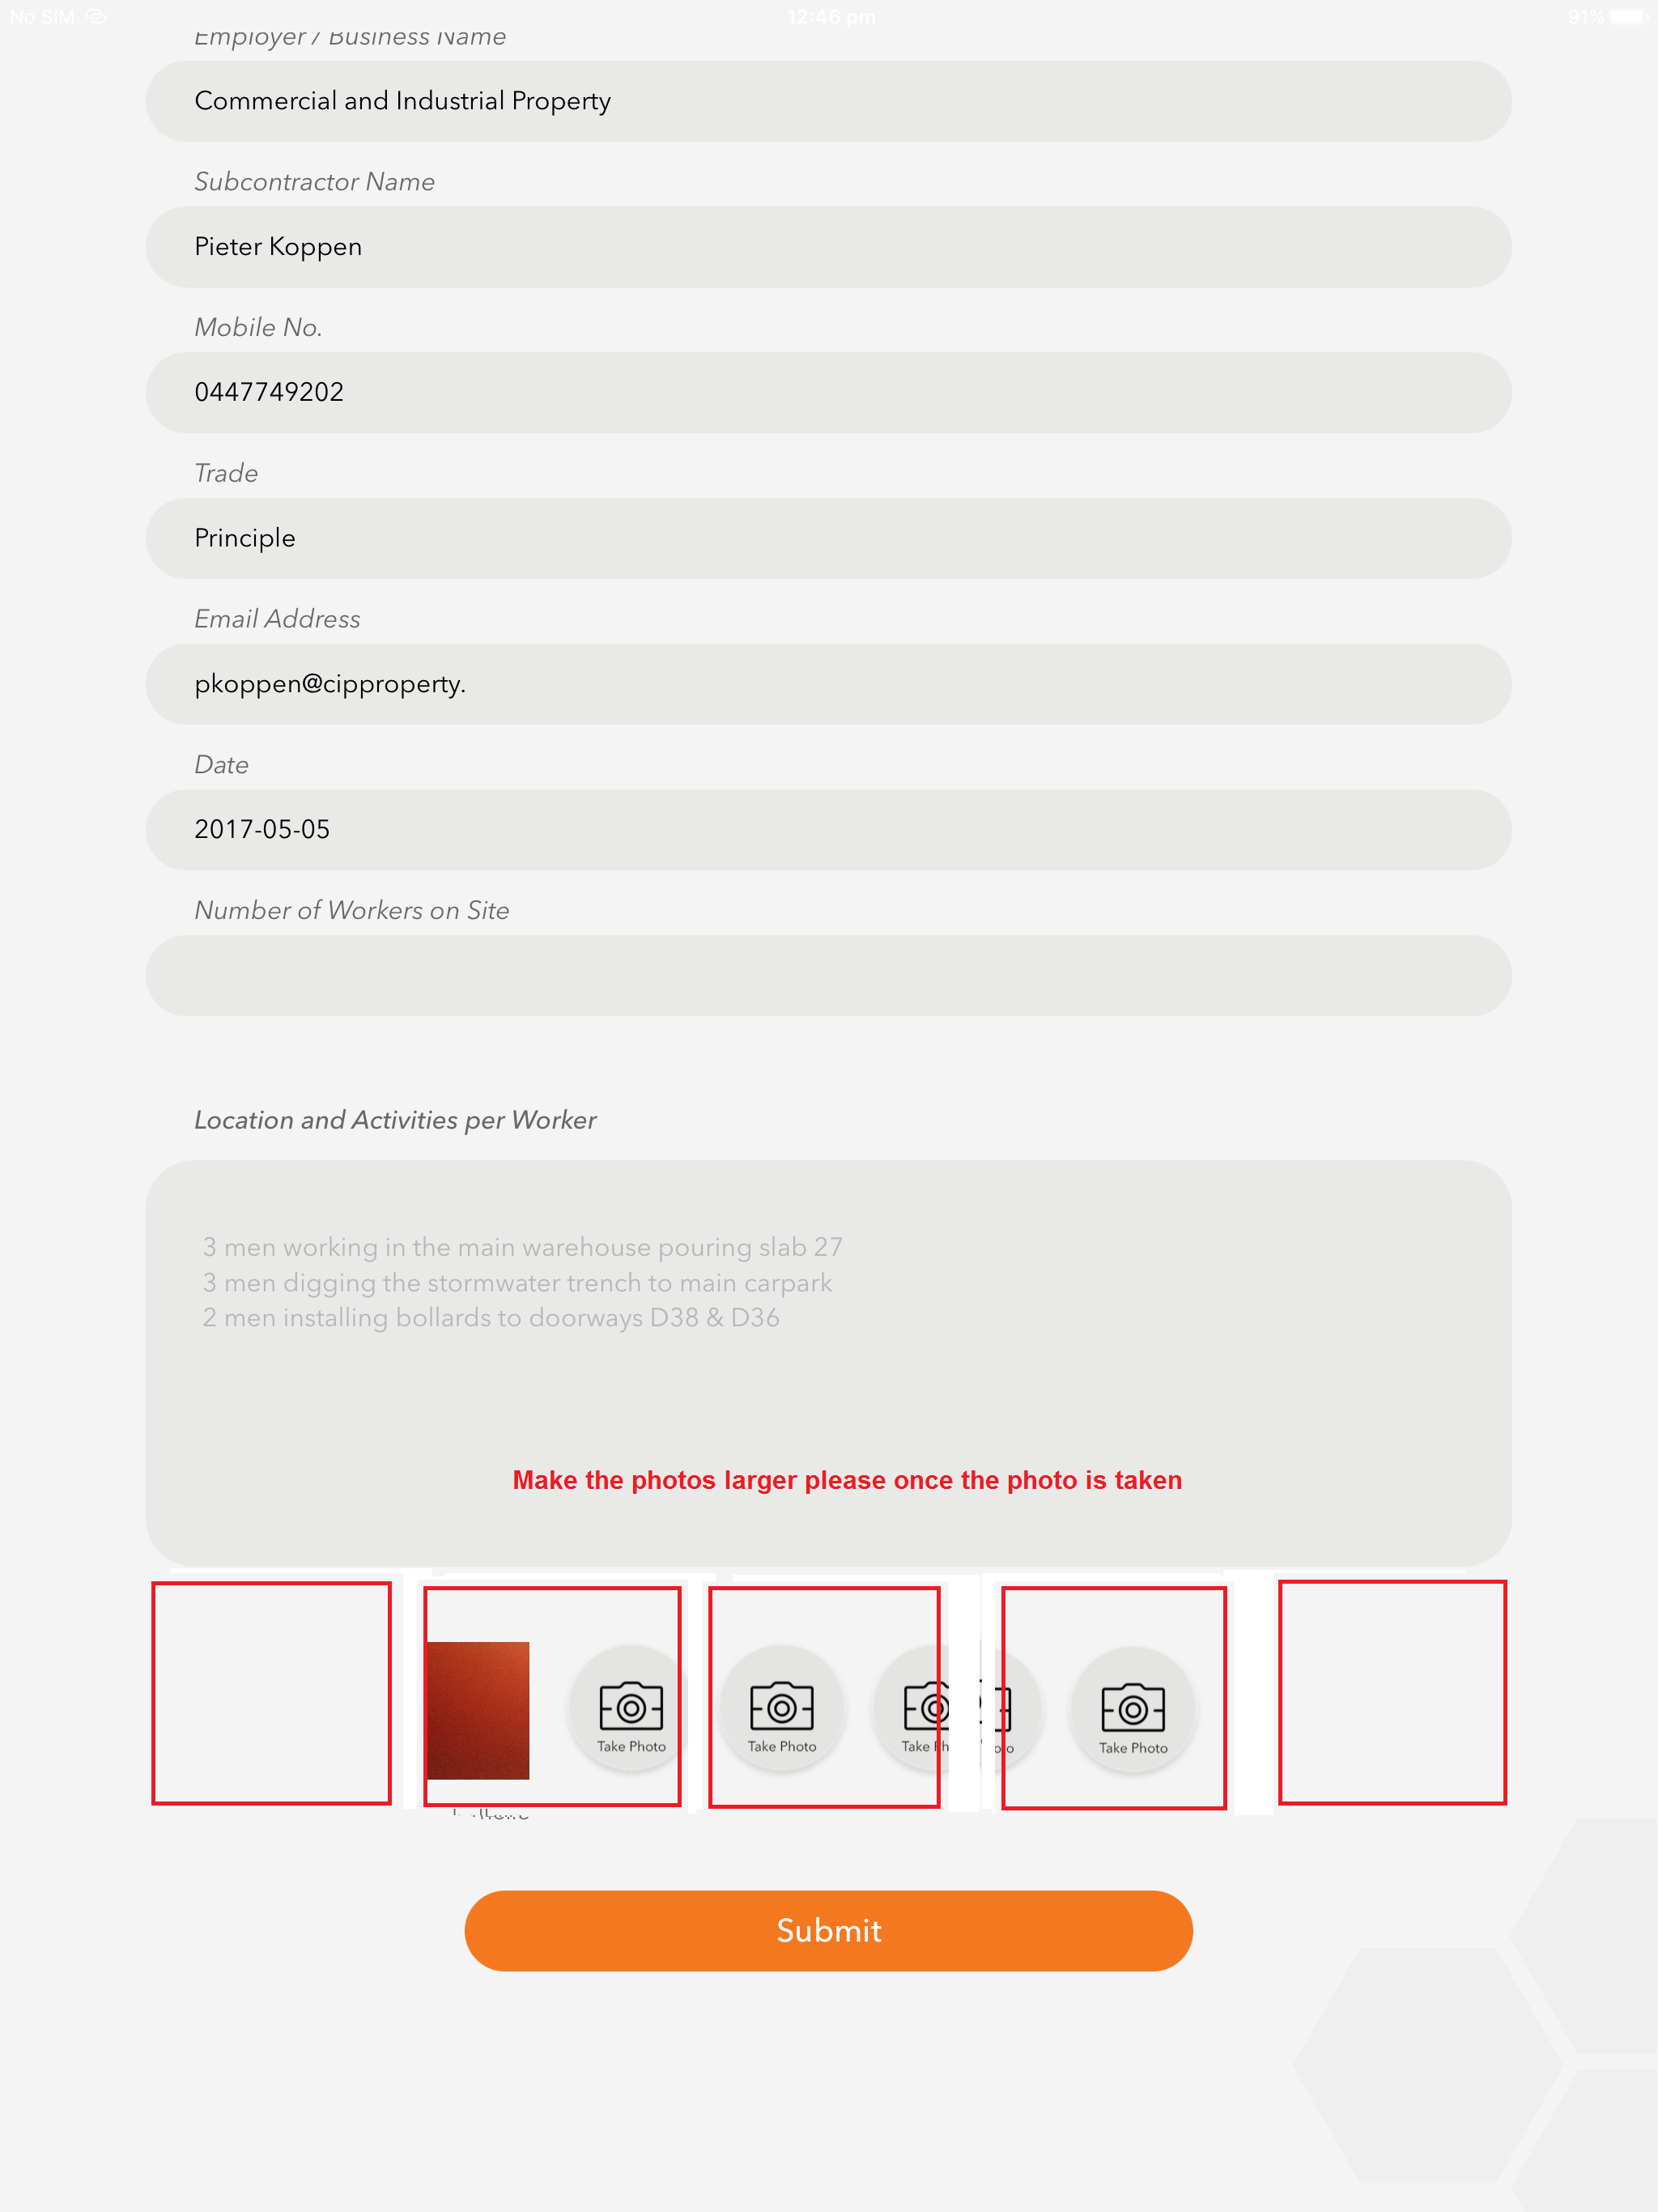 No SIM
12:46 pm
91%
Employer / Business Name
Commercial and Industrial Property
Subcontractor Name
Pieter Koppen
Mobile No.
0447749202
Trade
Principle
Email Address
pkoppen@cipproperty.
Date
2017-05-05
Number of Workers on Site
Location and Activities per Worker
3 men working in the main warehouse pouring slab 27
3 men digging the stormwater trench to main carpark
2 men installing bollards to doorways D38 & D36
Make the photos larger please once the photo is taken
Take Photo
Take Photo
Take Ph
oto
Take Photo
Submit